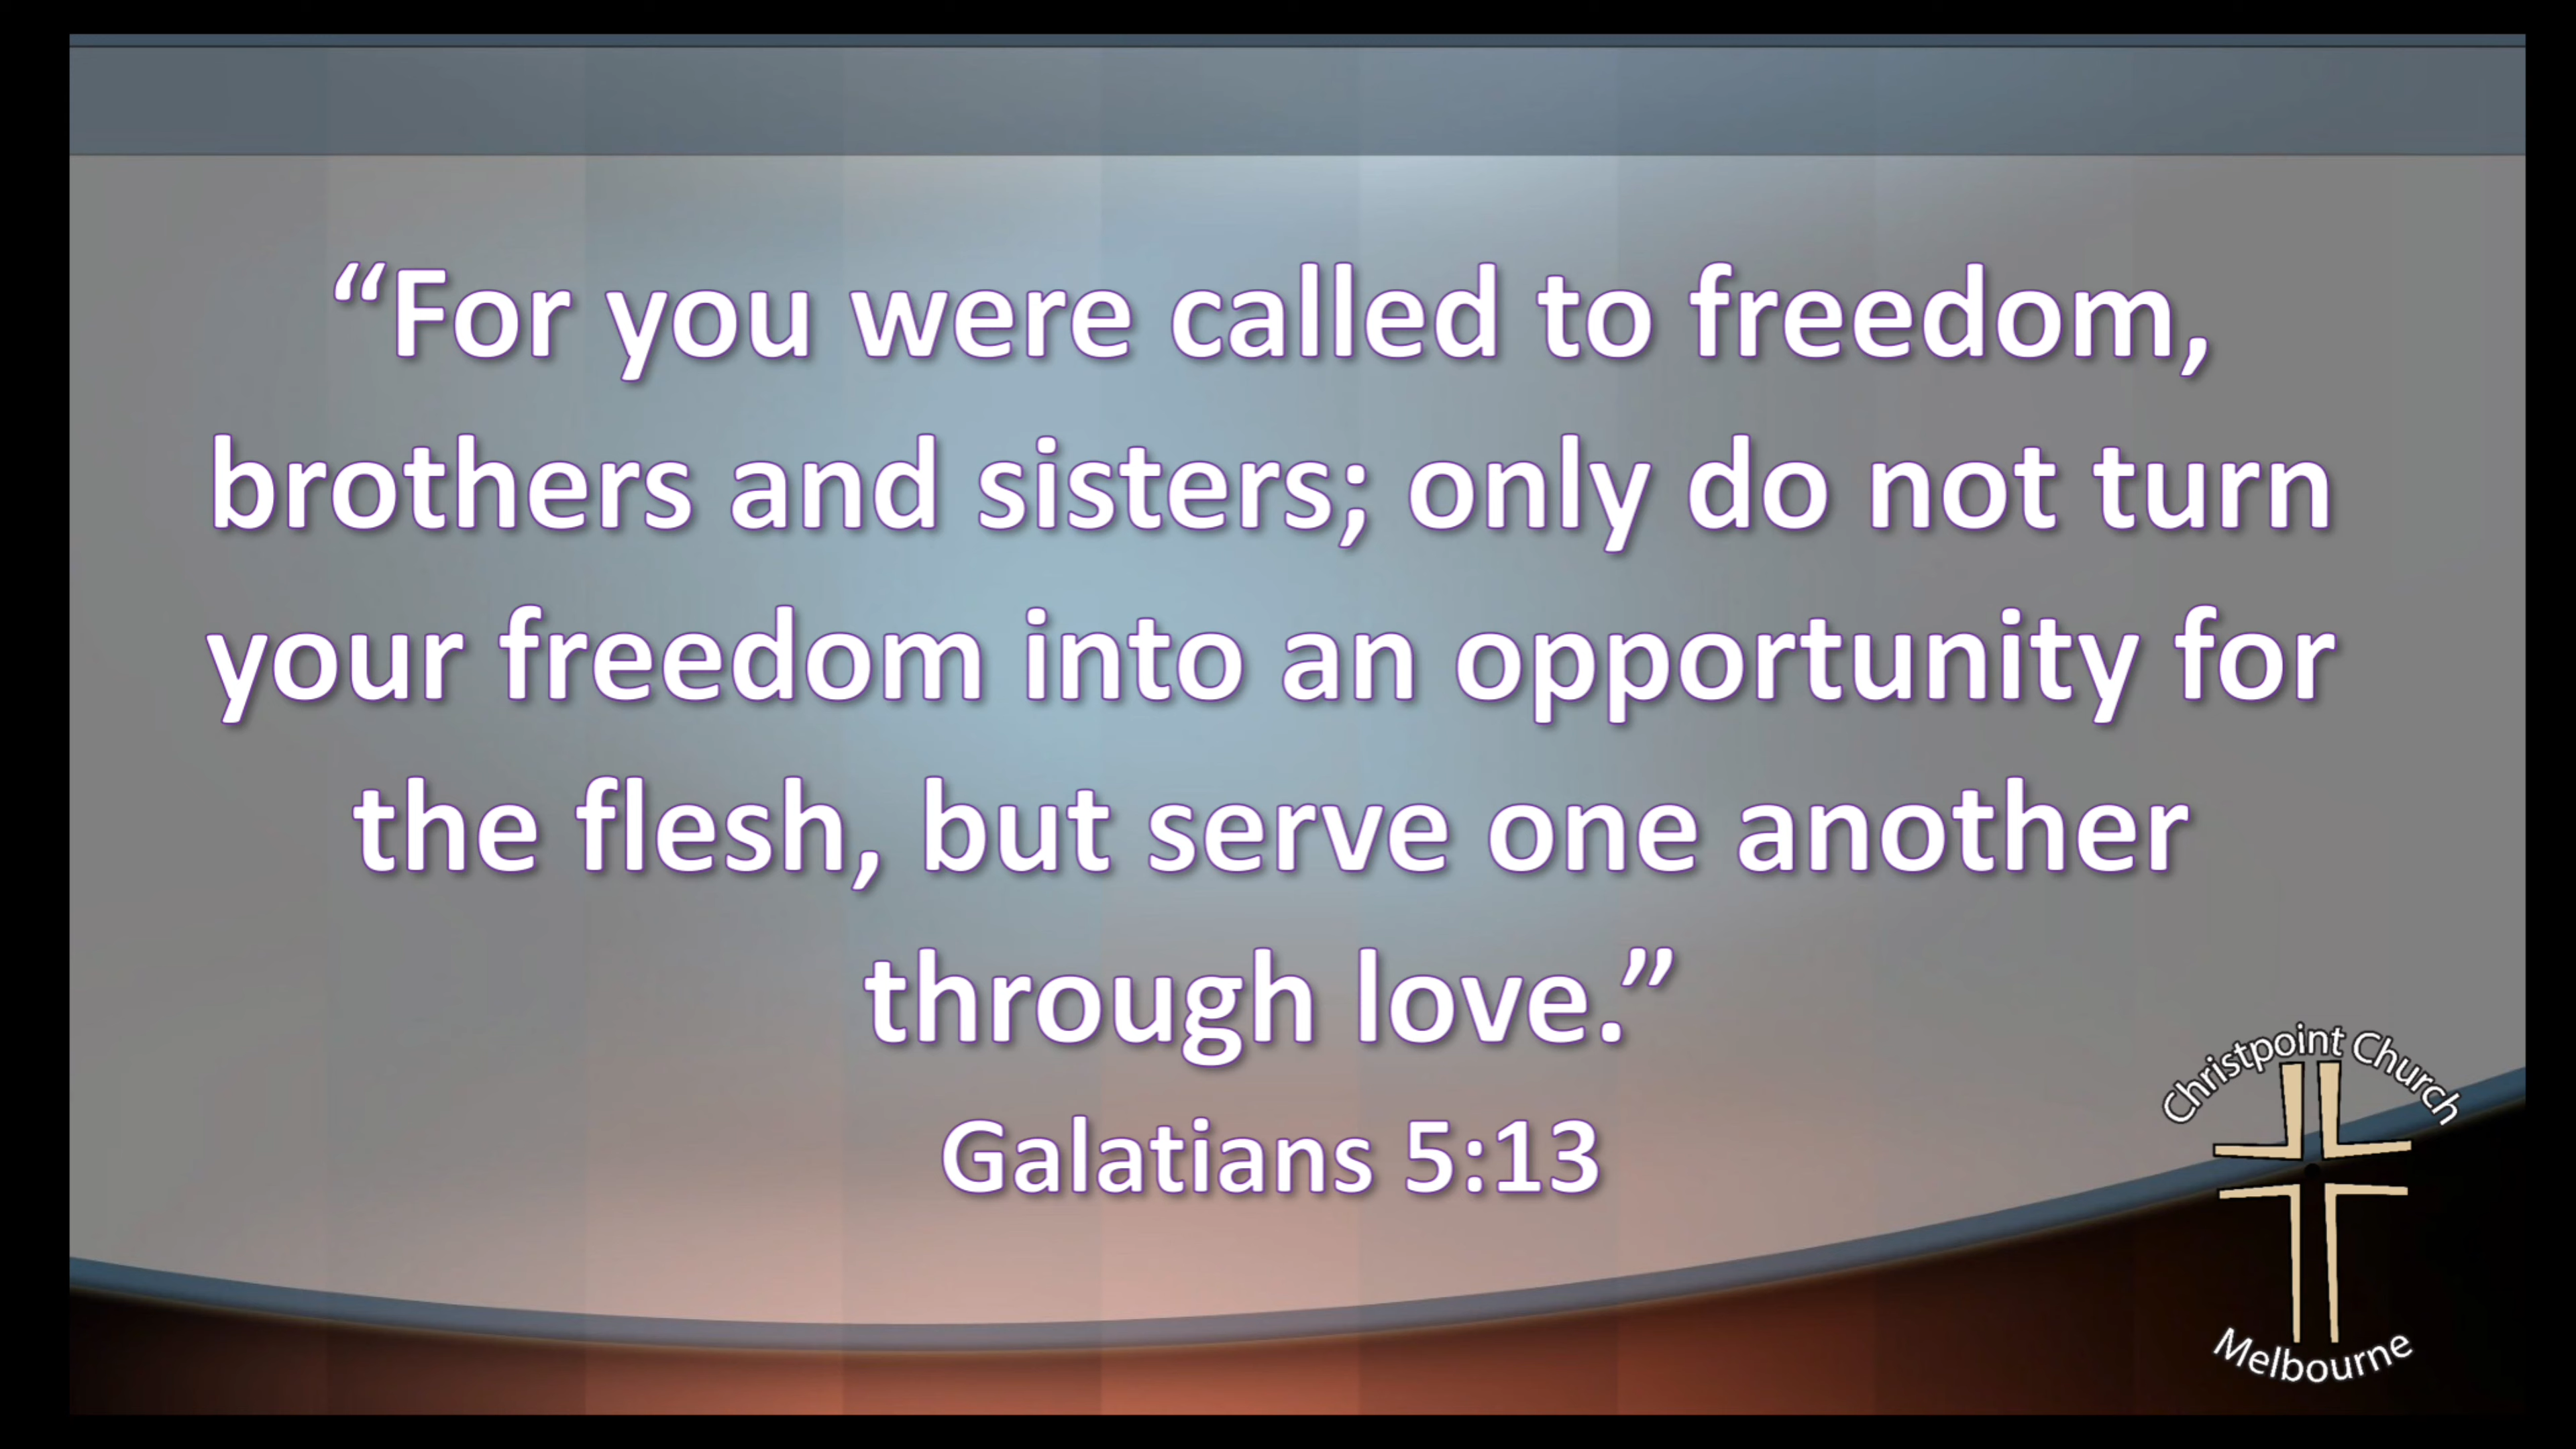 “For you were called to freedom,
brothers and sisters; only do not turn
your freedom into an opportunity for
the flesh, but serve one another
through love.”
Galatians 5:13
Christpoint Church
Melbourne